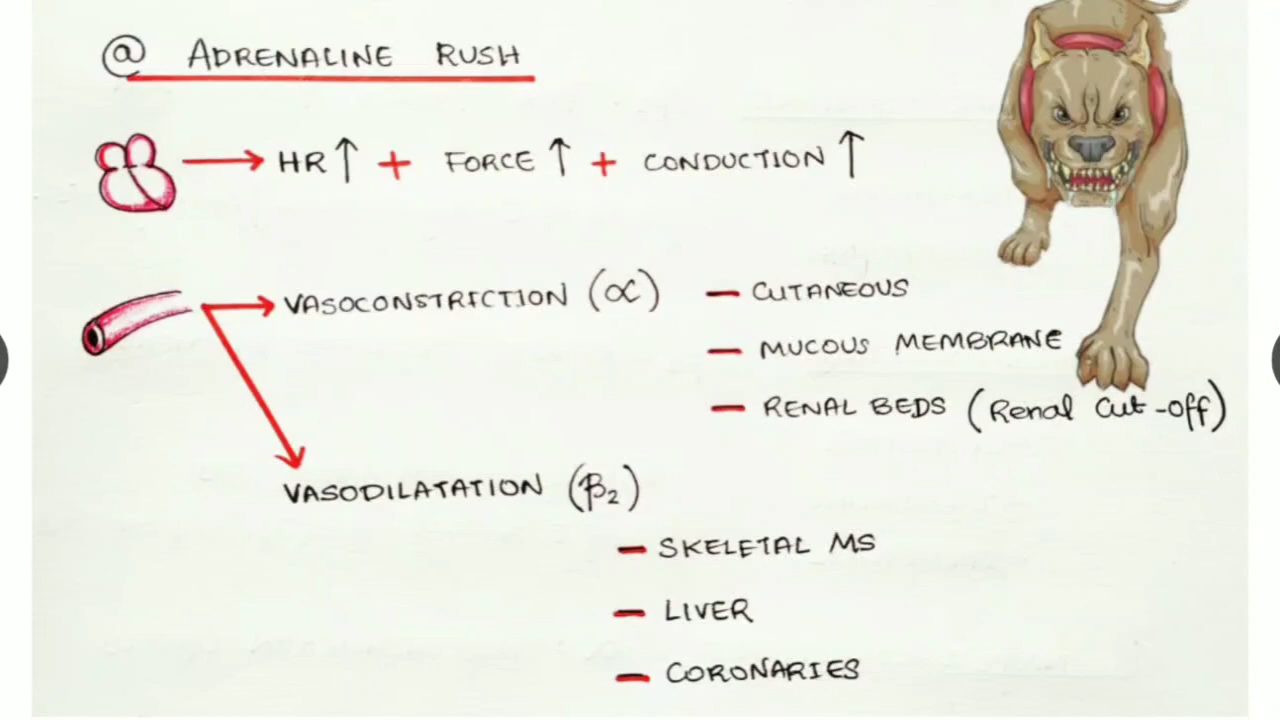 @ ADRENALINE RUSH
HR ↑ + FORCE ↑ + CONDUCTION ↑
VASOCONSTRICTION (α) - CUTANEOUS
- MUCOUS MEMBRANE
- RENAL BEDS (Renal Cut-off)
VASODILATATION (β2)
- SKELETAL MS
- LIVER
- CORONARIES